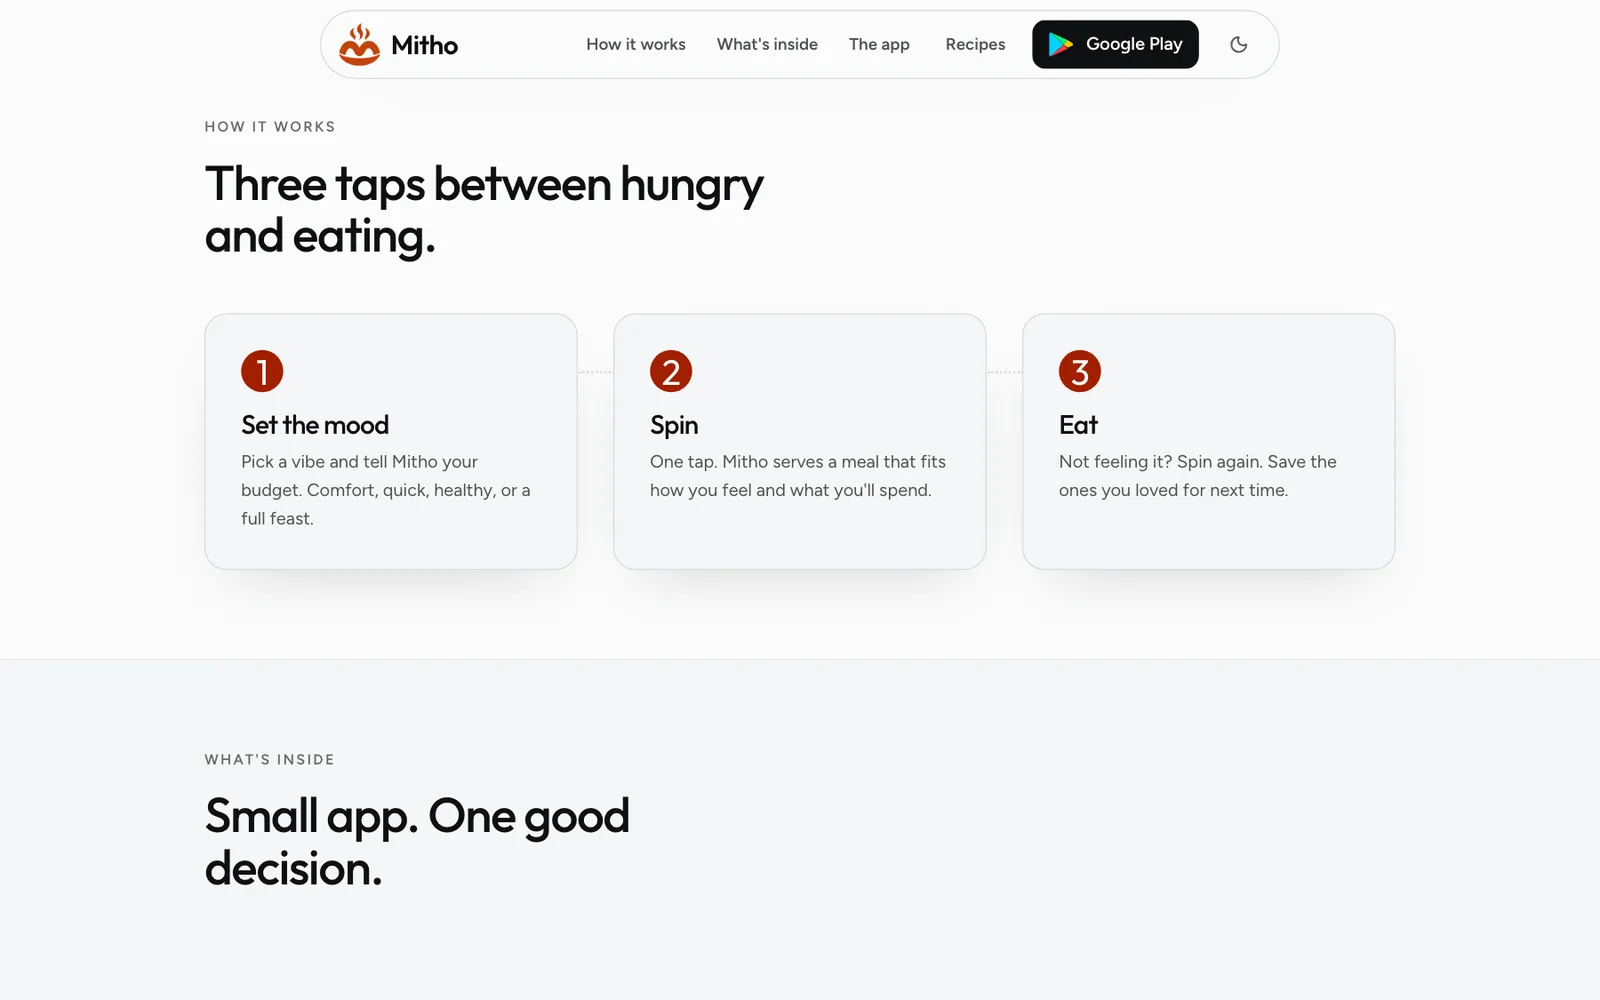 Mitho
How it works
What's inside
The app
Recipes
Google Play
HOW IT WORKS
Three taps between hungry
and eating.
1
Set the mood
Pick a vibe and tell Mitho your
budget. Comfort, quick, healthy, or a
full feast.
2
Spin
One tap. Mitho serves a meal that fits
how you feel and what you'll spend.
3
Eat
Not feeling it? Spin again. Save the
ones you loved for next time.
WHAT'S INSIDE
Small app. One good
decision.